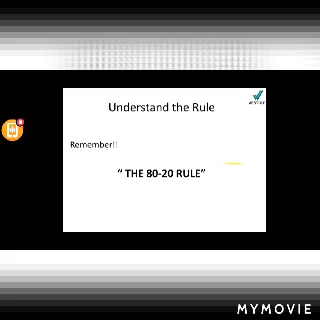 Understand the Rule
Remember!!
“ THE 80-20 RULE”
MYMOVIE